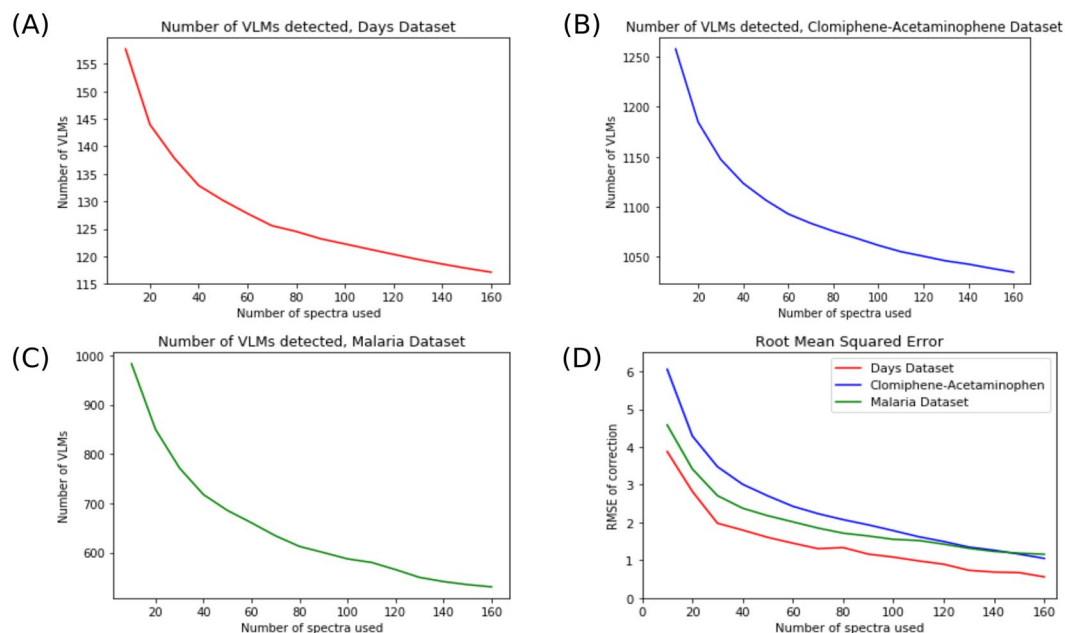 (A)
Number of VLMs detected, Days Dataset
Number of VLMs
155
150
145
140
135
130
125
120
115
20 40 60 80 100 120 140 160
Number of spectra used
(B)
Number of VLMs detected, Clomiphene-Acetaminophene Dataset
Number of VLMs
1250
1200
1150
1100
1050
20 40 60 80 100 120 140 160
Number of spectra used
(C)
Number of VLMs detected, Malaria Dataset
Number of VLMs
1000
900
800
700
600
20 40 60 80 100 120 140 160
Number of spectra used
(D)
Root Mean Squared Error
Days Dataset
Clomiphene-Acetaminophen
Malaria Dataset
RMSE of correction
6
5
4
3
2
1
0
0 20 40 60 80 100 120 140 160
Number of spectra used